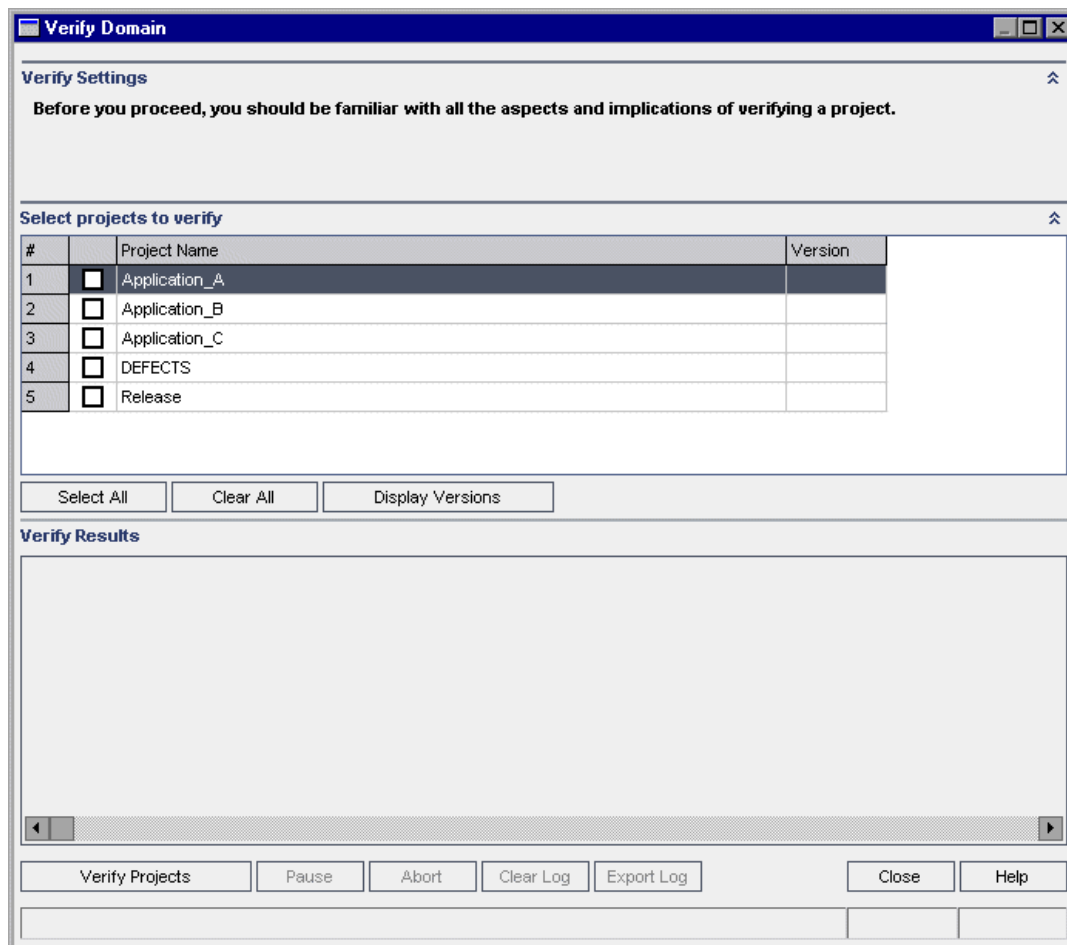 Verify Domain
Verify Settings
Before you proceed, you should be familiar with all the aspects and implications of verifying a project.
Select projects to verify
# Project Name Version
1 Application_A
2 Application_B
3 Application_C
4 DEFECTS
5 Release
Select All Clear All Display Versions
Verify Results
Verify Projects Pause Abort Clear Log Export Log Close Help